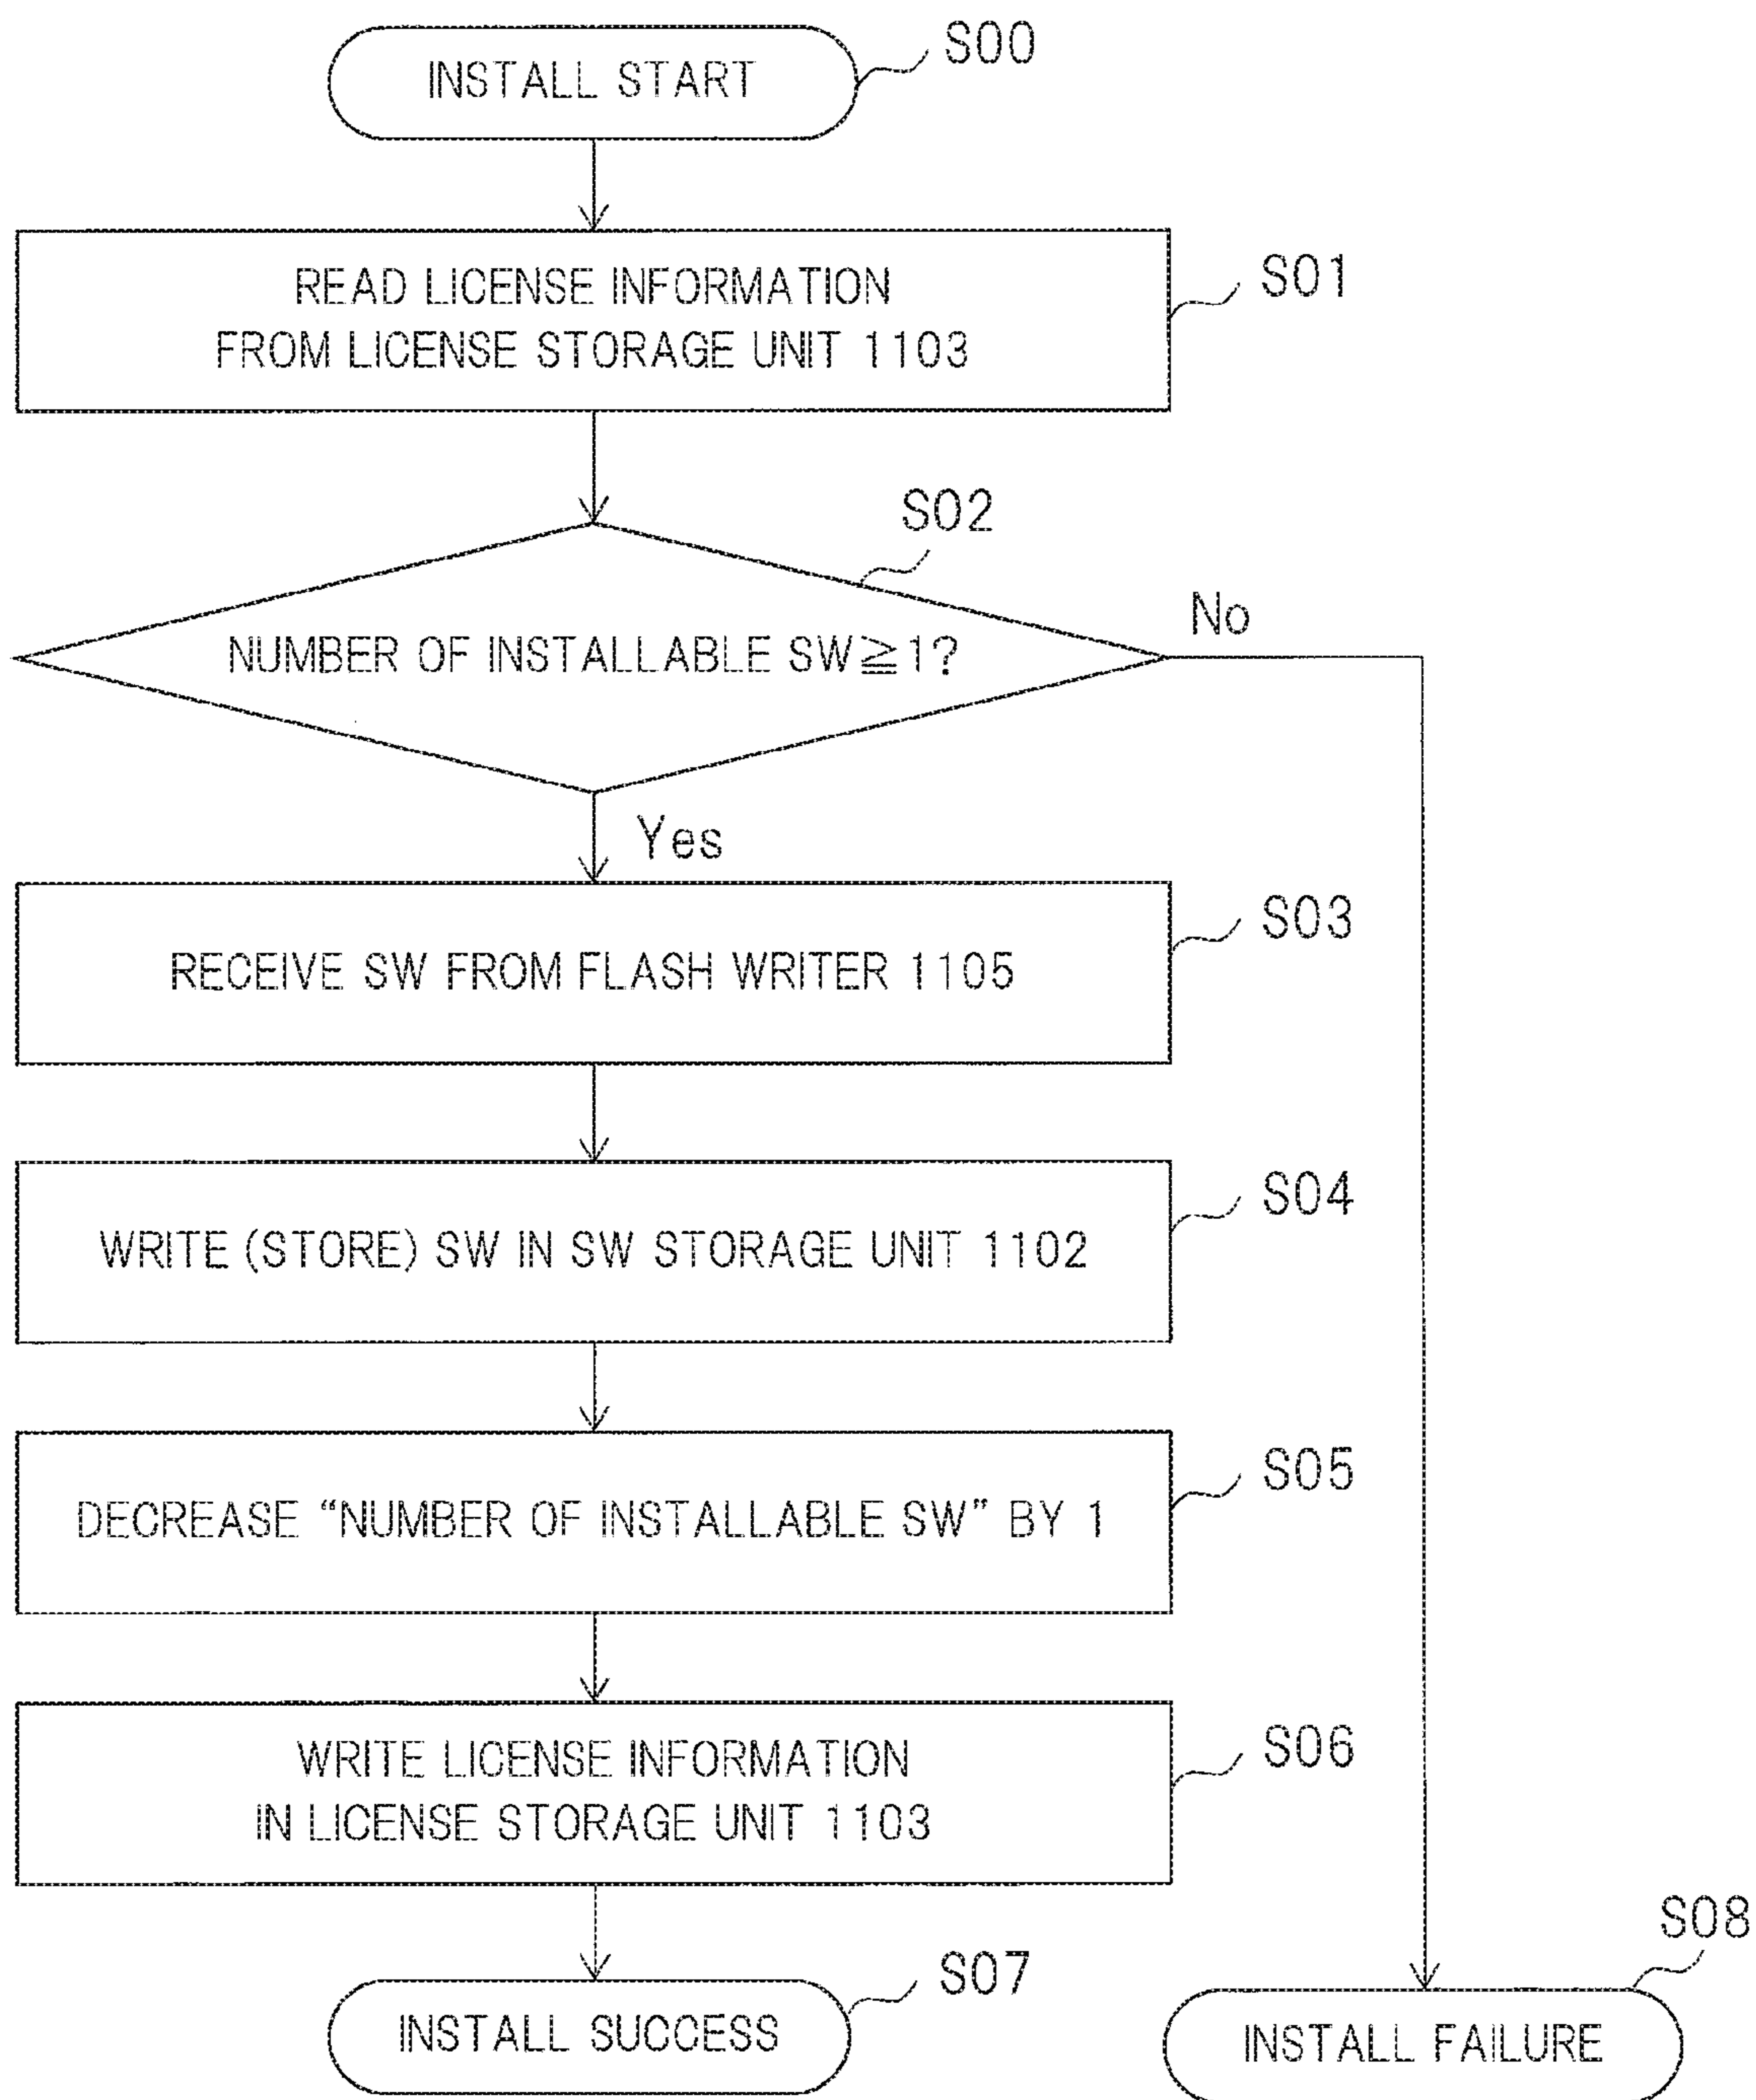 INSTALL START
S00
READ LICENSE INFORMATION
FROM LICENSE STORAGE UNIT 1103
S01
S02
NUMBER OF INSTALLABLE SW≧1?
No
Yes
RECEIVE SW FROM FLASH WRITER 1105
S03
WRITE (STORE) SW IN SW STORAGE UNIT 1102
S04
DECREASE “NUMBER OF INSTALLABLE SW” BY 1
S05
WRITE LICENSE INFORMATION
IN LICENSE STORAGE UNIT 1103
S06
INSTALL SUCCESS
S07
INSTALL FAILURE
S08